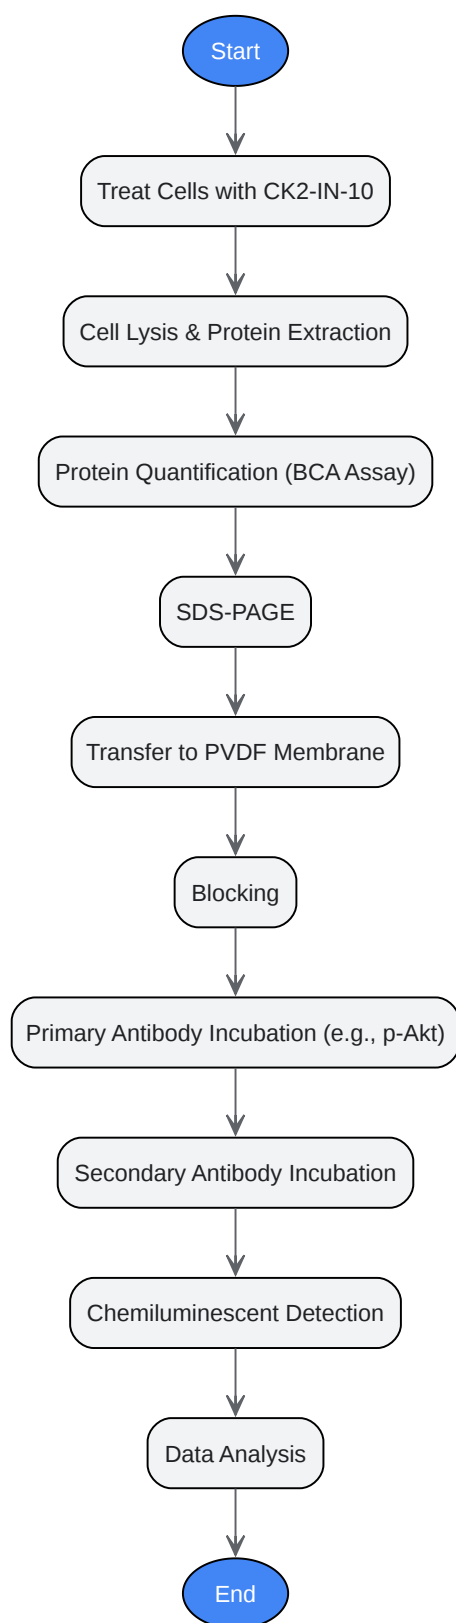 Start
Treat Cells with CK2-IN-10
Cell Lysis & Protein Extraction
Protein Quantification (BCA Assay)
SDS-PAGE
Transfer to PVDF Membrane
Blocking
Primary Antibody Incubation (e.g., p-Akt)
Secondary Antibody Incubation
Chemiluminescent Detection
Data Analysis
End